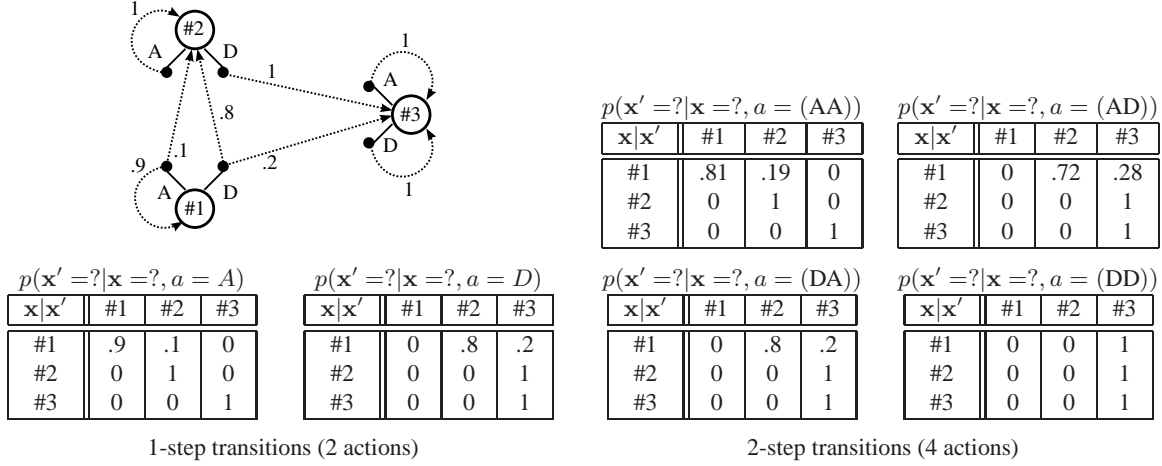 1
#2
A D
1
1
A
.8
#3
D
.1
.2
.9
A D
1
#1
p(x′ =?|x =?, a = A)
x|x′ #1 #2 #3
#1 .9 .1 0
#2 0 1 0
#3 0 0 1
p(x′ =?|x =?, a = D)
x|x′ #1 #2 #3
#1 0 .8 .2
#2 0 0 1
#3 0 0 1
1-step transitions (2 actions)
p(x′ =?|x =?, a = (AA))
x|x′ #1 #2 #3
#1 .81 .19 0
#2 0 1 0
#3 0 0 1
p(x′ =?|x =?, a = (AD))
x|x′ #1 #2 #3
#1 0 .72 .28
#2 0 0 1
#3 0 0 1
p(x′ =?|x =?, a = (DA))
x|x′ #1 #2 #3
#1 0 .8 .2
#2 0 0 1
#3 0 0 1
p(x′ =?|x =?, a = (DD))
x|x′ #1 #2 #3
#1 0 0 1
#2 0 0 1
#3 0 0 1
2-step transitions (4 actions)